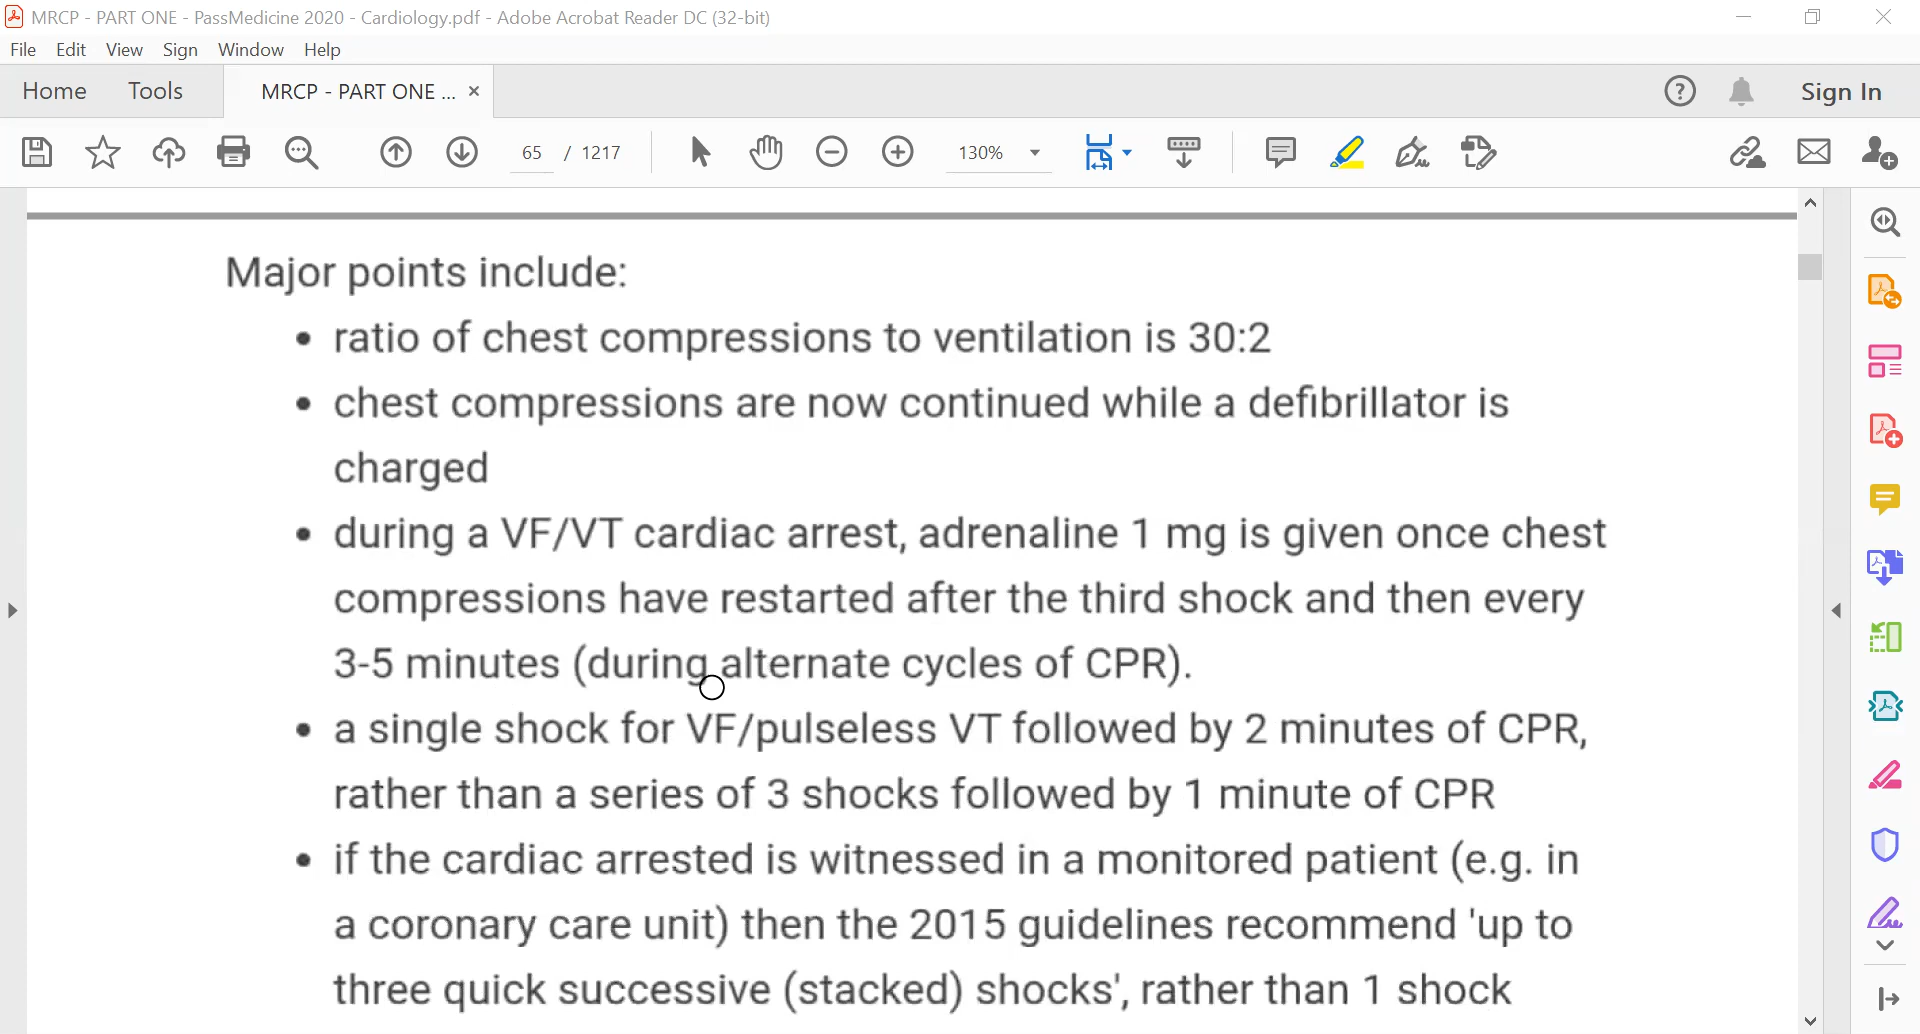 MRCP - PART ONE - PassMedicine 2020 - Cardiology.pdf - Adobe Acrobat Reader DC (32-bit)
File Edit View Sign Window Help
Home Tools MRCP - PART ONE ... × Sign In
65 / 1217 130%
Major points include:
• ratio of chest compressions to ventilation is 30:2
• chest compressions are now continued while a defibrillator is
charged
• during a VF/VT cardiac arrest, adrenaline 1 mg is given once chest
compressions have restarted after the third shock and then every
3-5 minutes (during alternate cycles of CPR).
• a single shock for VF/pulseless VT followed by 2 minutes of CPR,
rather than a series of 3 shocks followed by 1 minute of CPR
• if the cardiac arrested is witnessed in a monitored patient (e.g. in
a coronary care unit) then the 2015 guidelines recommend 'up to
three quick successive (stacked) shocks', rather than 1 shock